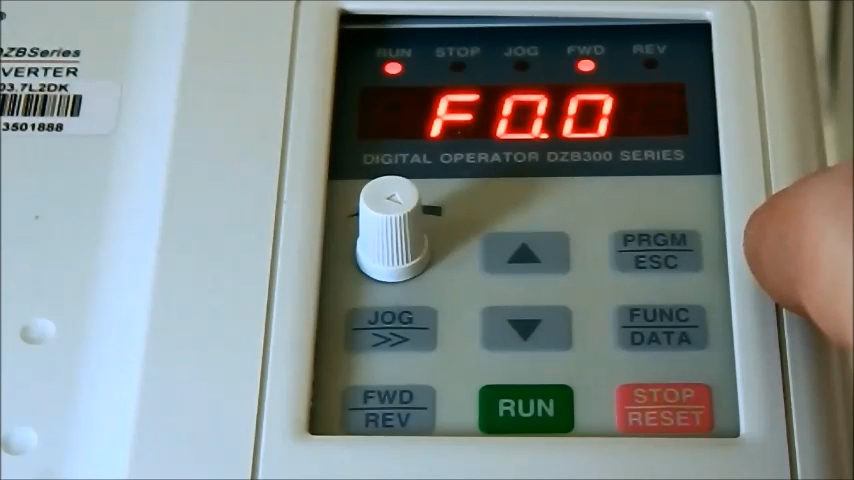 DZBSeries
VERTER
03.7L2DK
3501888
RUN STOP JOG FWD REV
F0.0
DIGITAL OPERATOR DZB300 SERIES
PRGM
ESC
JOG
>>
FUNC
DATA
FWD
REV
RUN
STOP
RESET